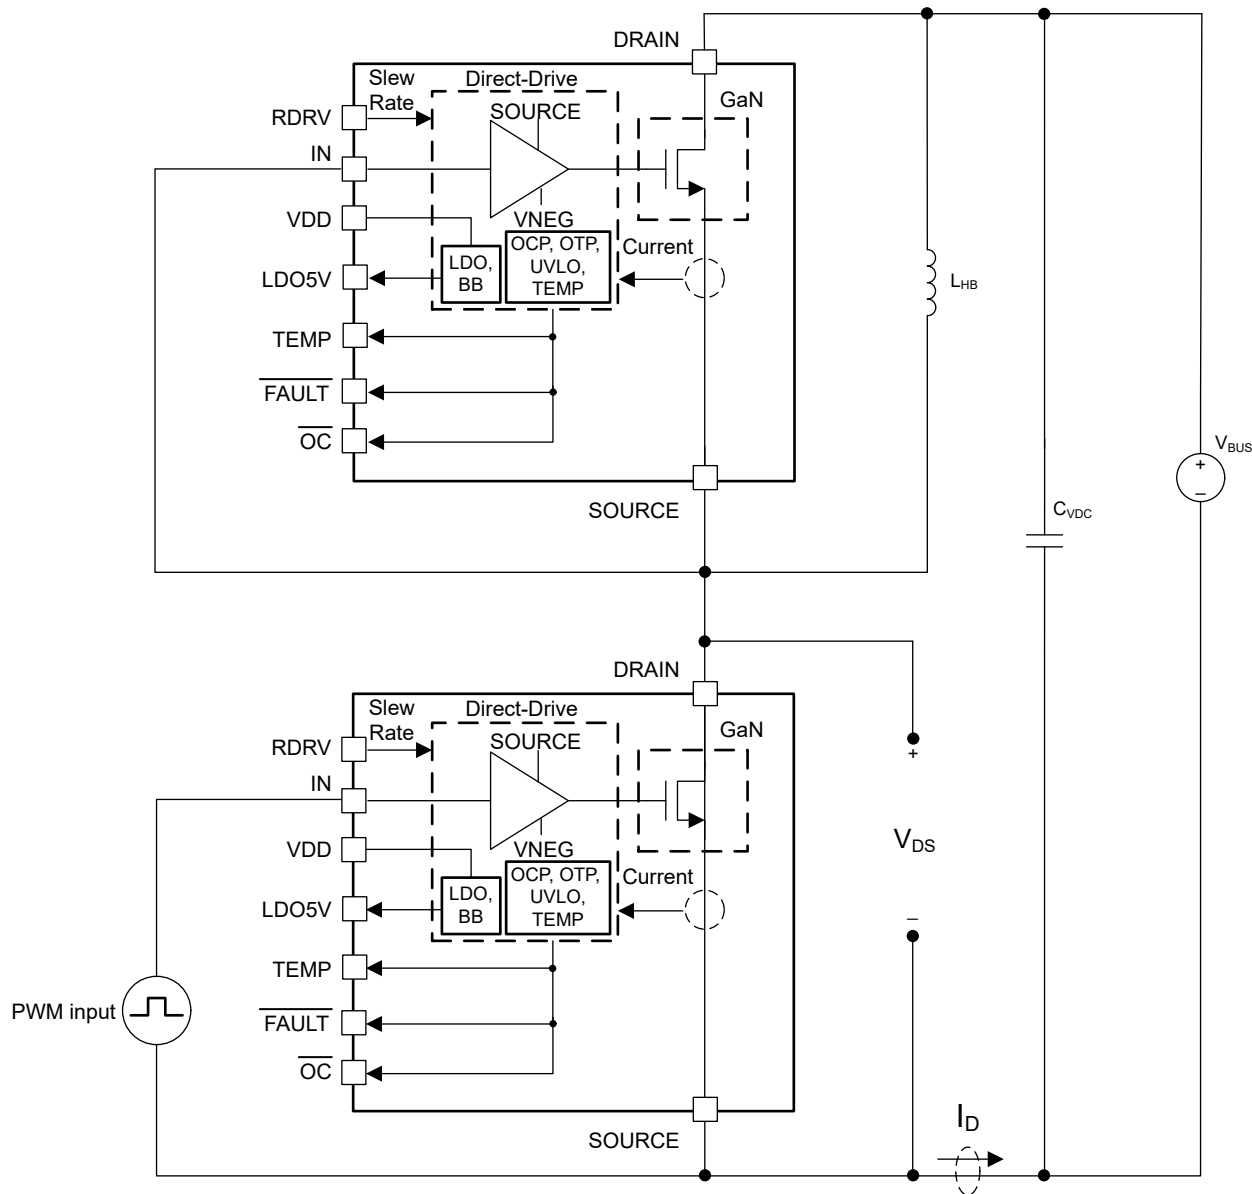 DRAIN
Slew
Rate
Direct-Drive
SOURCE
GaN
RDRV
IN
VDD
VNEG
LDO,
BB
OCP, OTP,
UVLO,
TEMP
Current
LDO5V
TEMP
FAULT
OC
SOURCE
LHB
CVDC
VBUS
+
–
DRAIN
Slew
Rate
Direct-Drive
SOURCE
GaN
RDRV
IN
VDD
VNEG
LDO,
BB
OCP, OTP,
UVLO,
TEMP
Current
LDO5V
TEMP
FAULT
OC
SOURCE
PWM input
+
VDS
–
ID